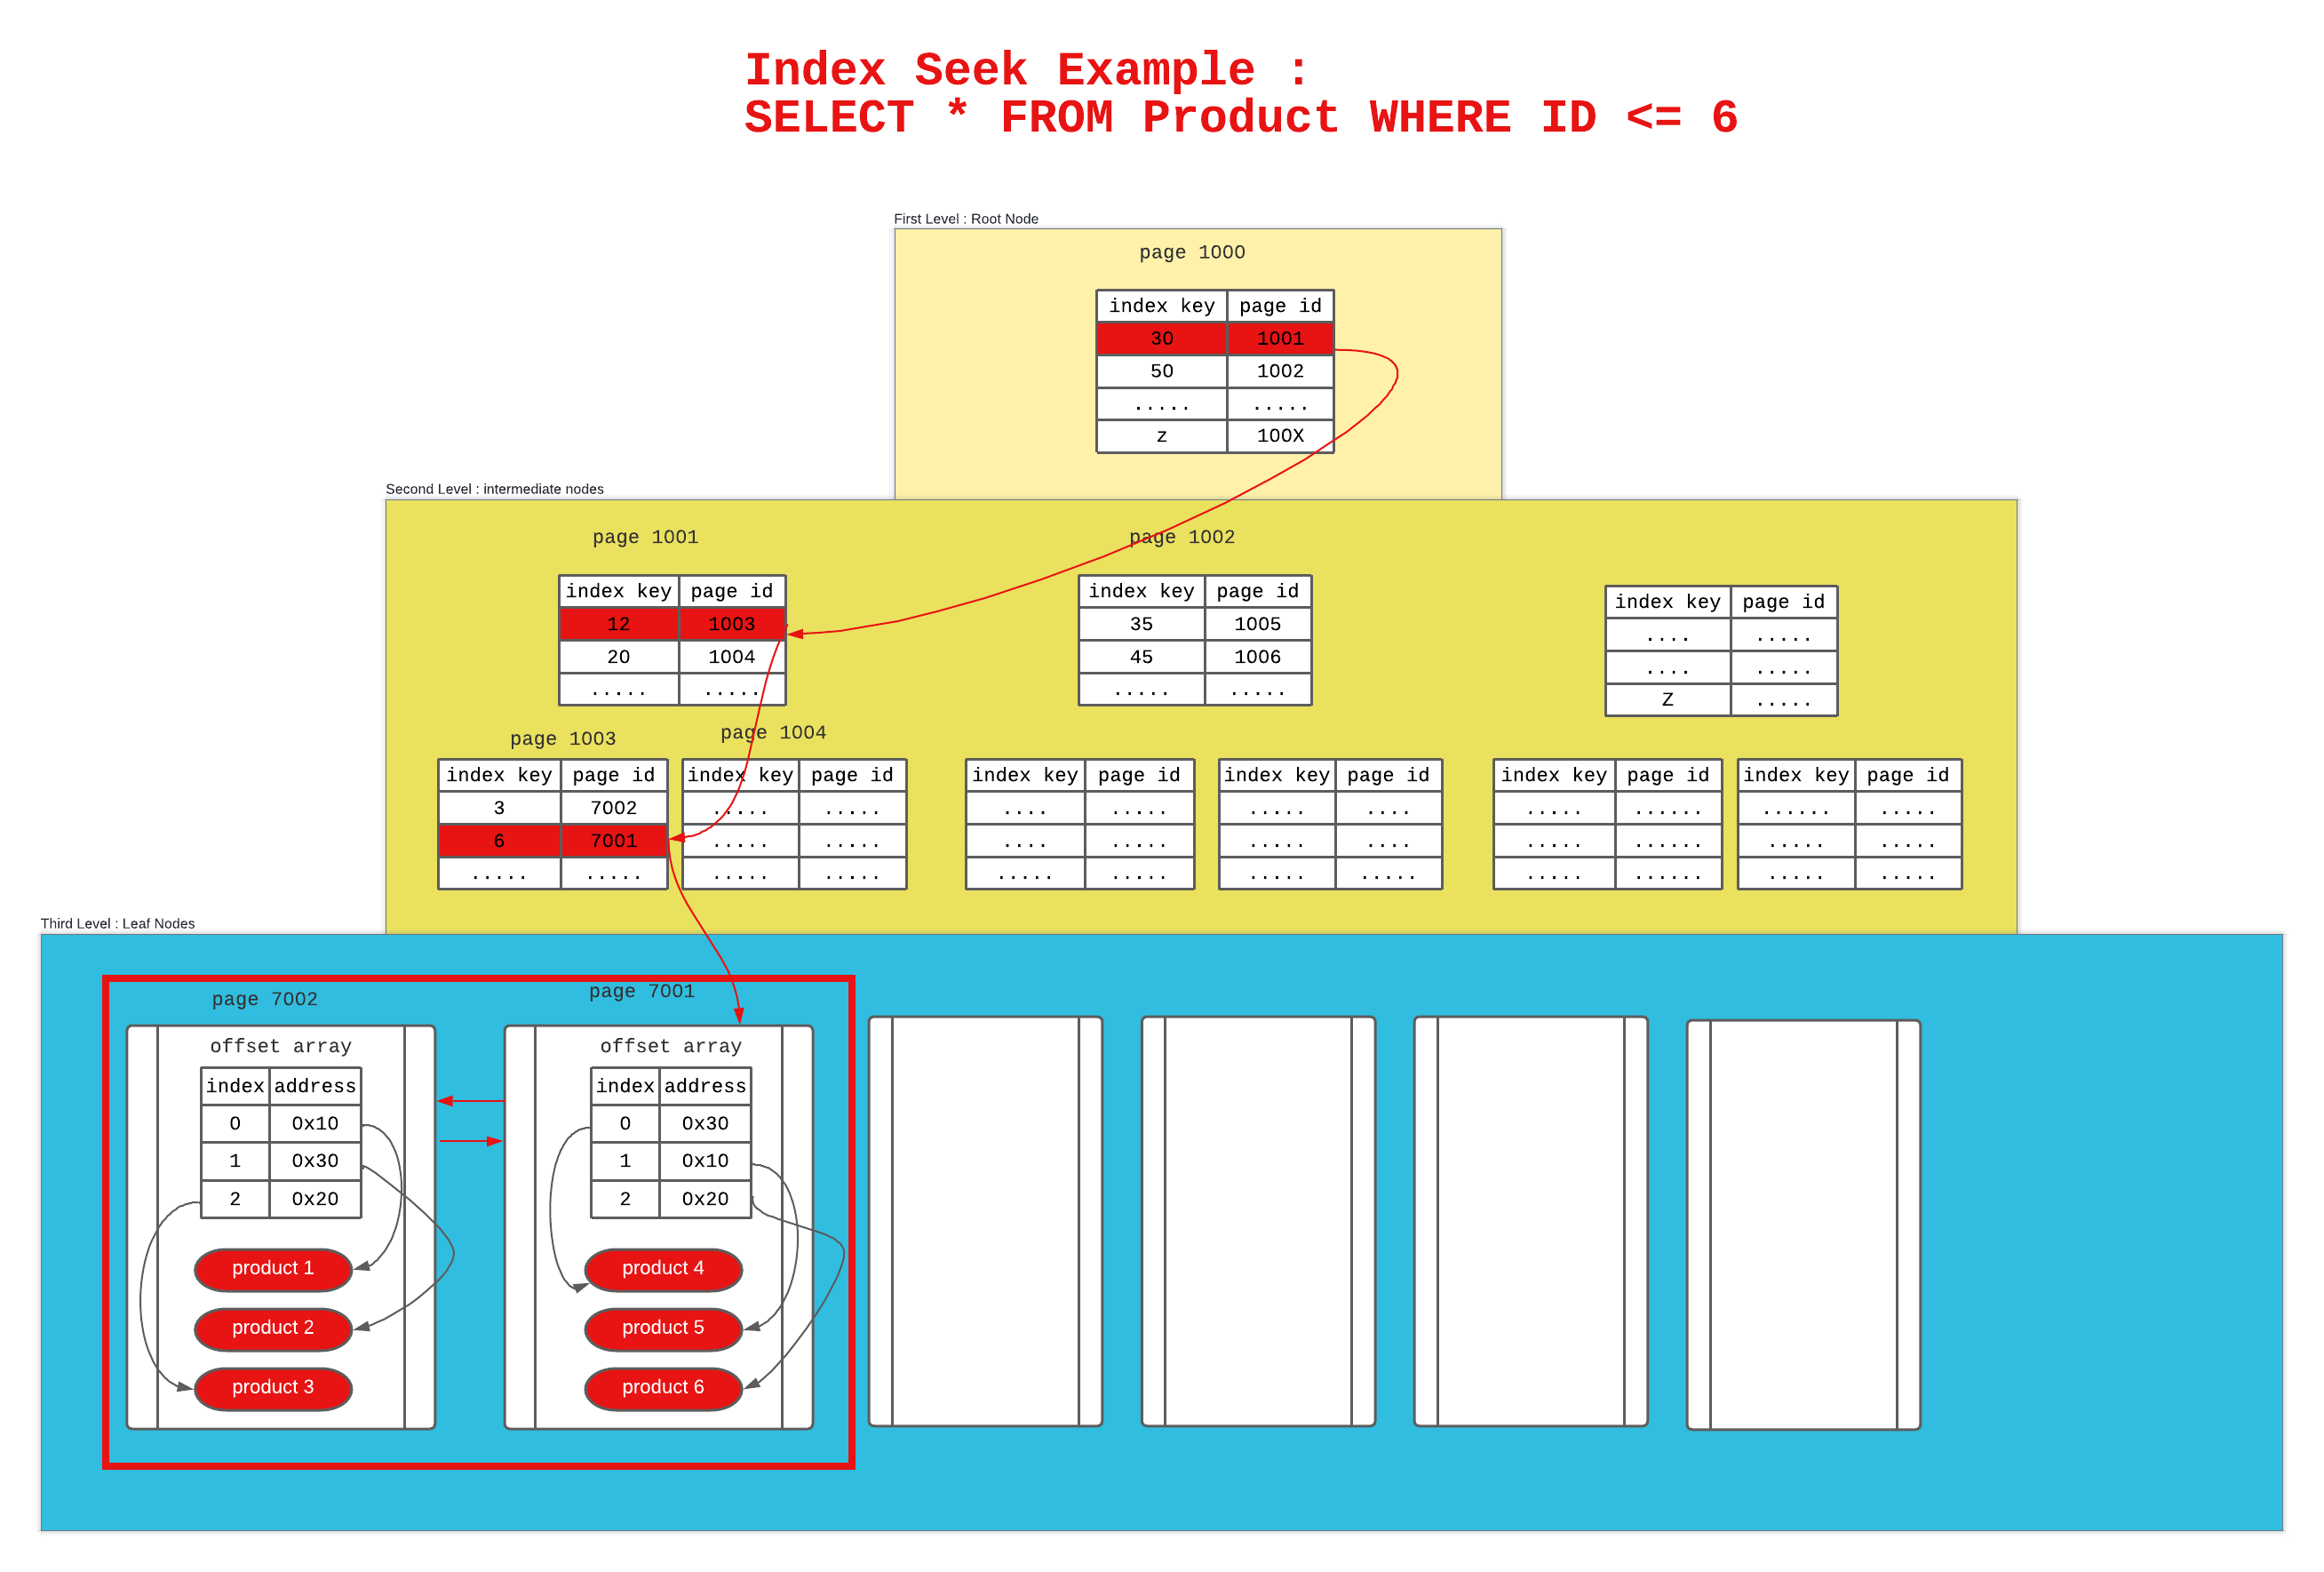 Index Seek Example :
SELECT * FROM Product WHERE ID <= 6
First Level : Root Node
page 1000
index key page id
30 1001
50 1002
..... .....
z 100X
Second Level : intermediate nodes
page 1001
index key page id
12 1003
20 1004
..... .....
page 1002
index key page id
35 1005
45 1006
..... .....
index key page id
.... .....
.... .....
Z .....
page 1003
index key page id
3 7002
6 7001
..... .....
page 1004
index key page id
..... .....
..... .....
..... .....
index key page id
.... .....
.... .....
..... .....
index key page id
..... ....
..... ....
..... .....
index key page id
..... ......
..... ......
..... ......
index key page id
...... .....
..... .....
..... .....
Third Level : Leaf Nodes
page 7002
offset array
index address
0 0x10
1 0x30
2 0x20
product 1
product 2
product 3
page 7001
offset array
index address
0 0x30
1 0x10
2 0x20
product 4
product 5
product 6